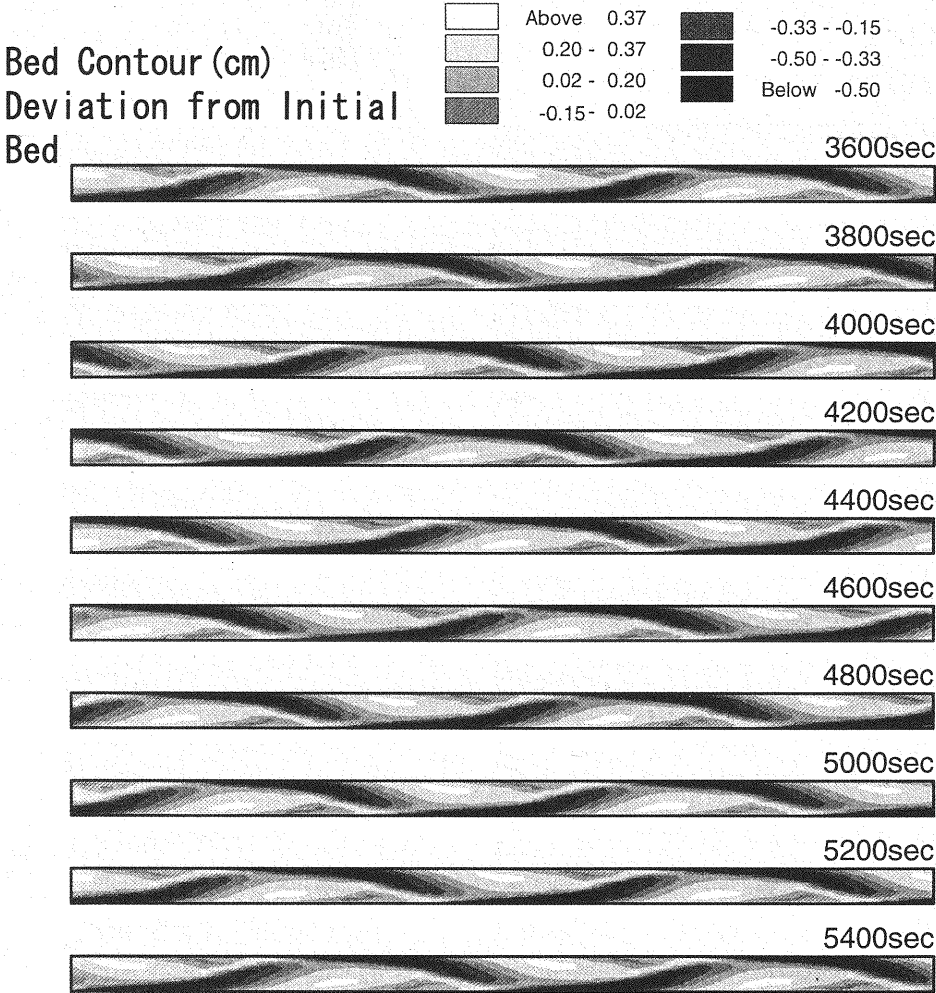 Bed Contour(cm)
Deviation from Initial
Bed
Above 0.37
0.20 - 0.37
0.02 - 0.20
-0.15- 0.02
-0.33 - -0.15
-0.50 - -0.33
Below -0.50
3600sec
3800sec
4000sec
4200sec
4400sec
4600sec
4800sec
5000sec
5200sec
5400sec